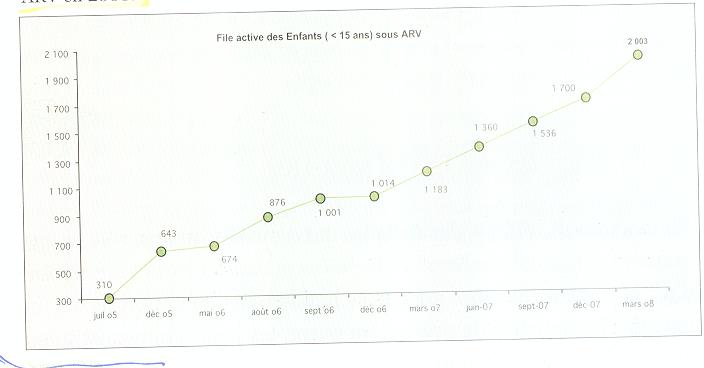 File active des Enfants ( < 15 ans) sous ARV
2 100
1 900
1 700
1 500
1 300
1 100
900
700
500
300
310
643
674
876
1 001
1 014
1 183
1 360
1 536
1 700
2 003
juil 05
déc 05
mai 06
août 06
sept 06
déc 06
mars 07
juin-07
sept-07
déc-07
mars 08